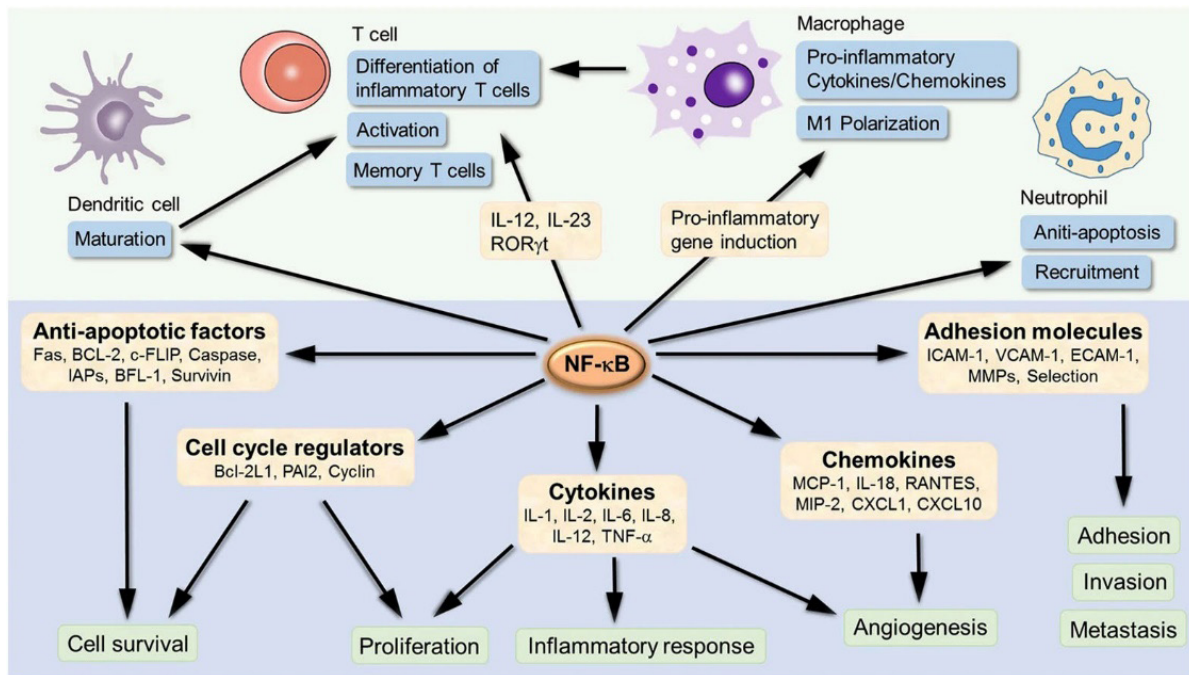 T cell
Differentiation of
inflammatory T cells
Activation
Memory T cells
Macrophage
Pro-inflammatory
Cytokines/Chemokines
M1 Polarization
Dendritic cell
Maturation
IL-12, IL-23
RORγt
Pro-inflammatory
gene induction
Neutrophil
Aniti-apoptosis
Recruitment
Anti-apoptotic factors
Fas, BCL-2, c-FLIP, Caspase,
IAPs, BFL-1, Survivin
NF-κB
Adhesion molecules
ICAM-1, VCAM-1, ECAM-1,
MMPs, Selection
Cell cycle regulators
Bcl-2L1, PAI2, Cyclin
Cytokines
IL-1, IL-2, IL-6, IL-8,
IL-12, TNF-α
Chemokines
MCP-1, IL-18, RANTES,
MIP-2, CXCL1, CXCL10
Cell survival
Proliferation
Inflammatory response
Angiogenesis
Adhesion
Invasion
Metastasis